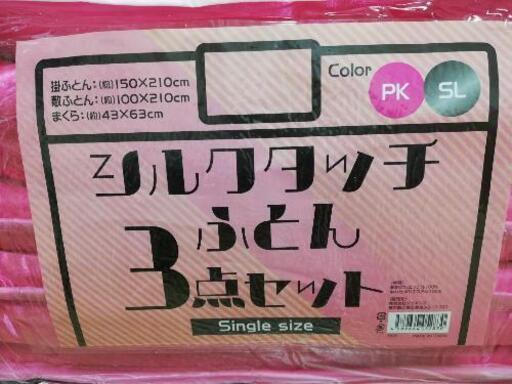 掛ふとん:(約)150×210cm
敷ふとん:(約)100×210cm
まくら:(約)43×63cm
Color
PK
SL
シルクタッチ
ふとん
3点セット
Single size